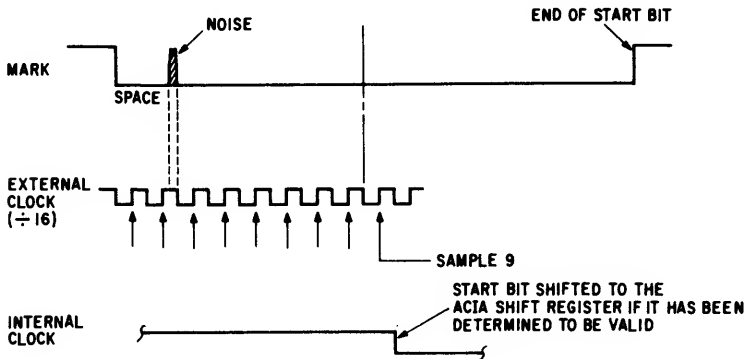 NOISE
END OF START BIT
MARK
SPACE
EXTERNAL
CLOCK
(÷16)
SAMPLE 9
START BIT SHIFTED TO THE
ACIA SHIFT REGISTER IF IT HAS BEEN
DETERMINED TO BE VALID
INTERNAL
CLOCK